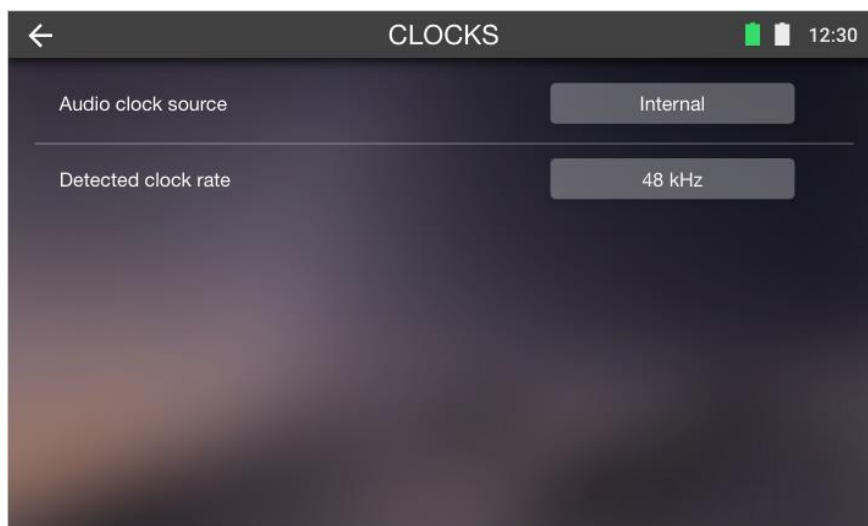 CLOCKS 12:30
Audio clock source Internal
Detected clock rate 48 kHz